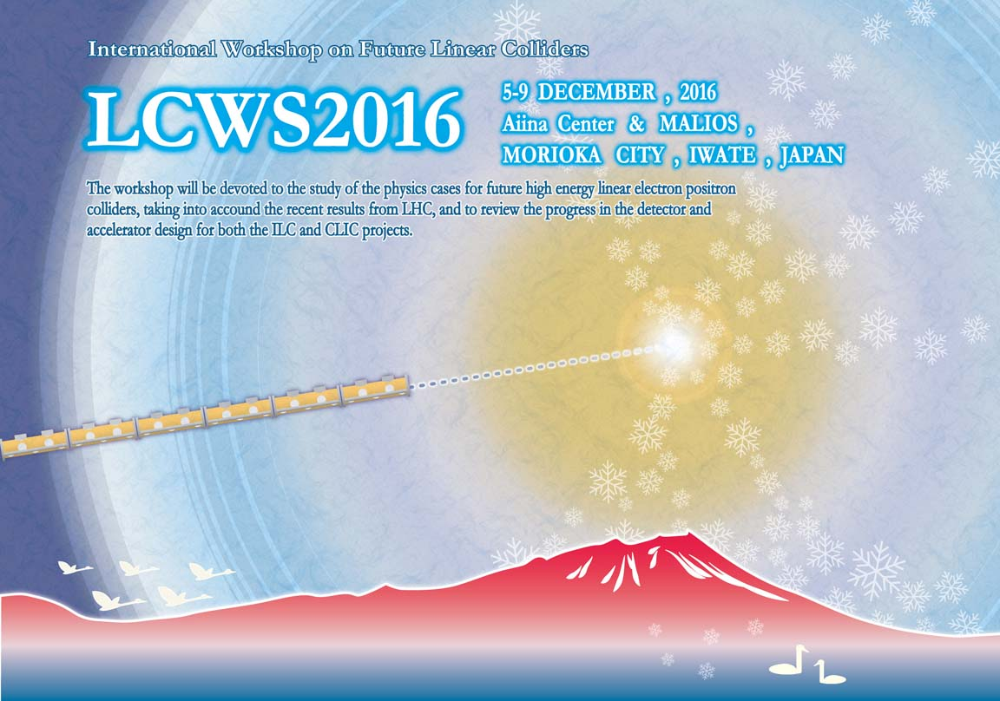 International Workshop on Future Linear Colliders
LCWS2016
5-9 DECEMBER , 2016
Aiina Center & MALIOS ,
MORIOKA CITY , IWATE , JAPAN
The workshop will be devoted to the study of the physics cases for future high energy linear electron positron
colliders, taking into accound the recent results from LHC, and to review the progress in the detector and
accelerator design for both the ILC and CLIC projects.